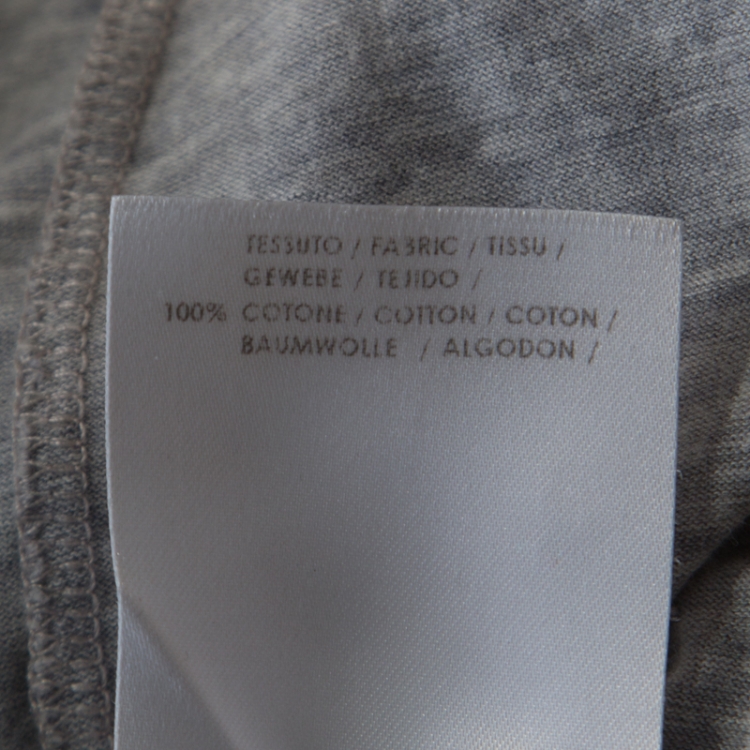 TESSUTO / FABRIC / TISSU /
GEWEBE / TEJIDO /
100% COTONE / COTTON / COTON /
BAUMWOLLE / ALGODON /